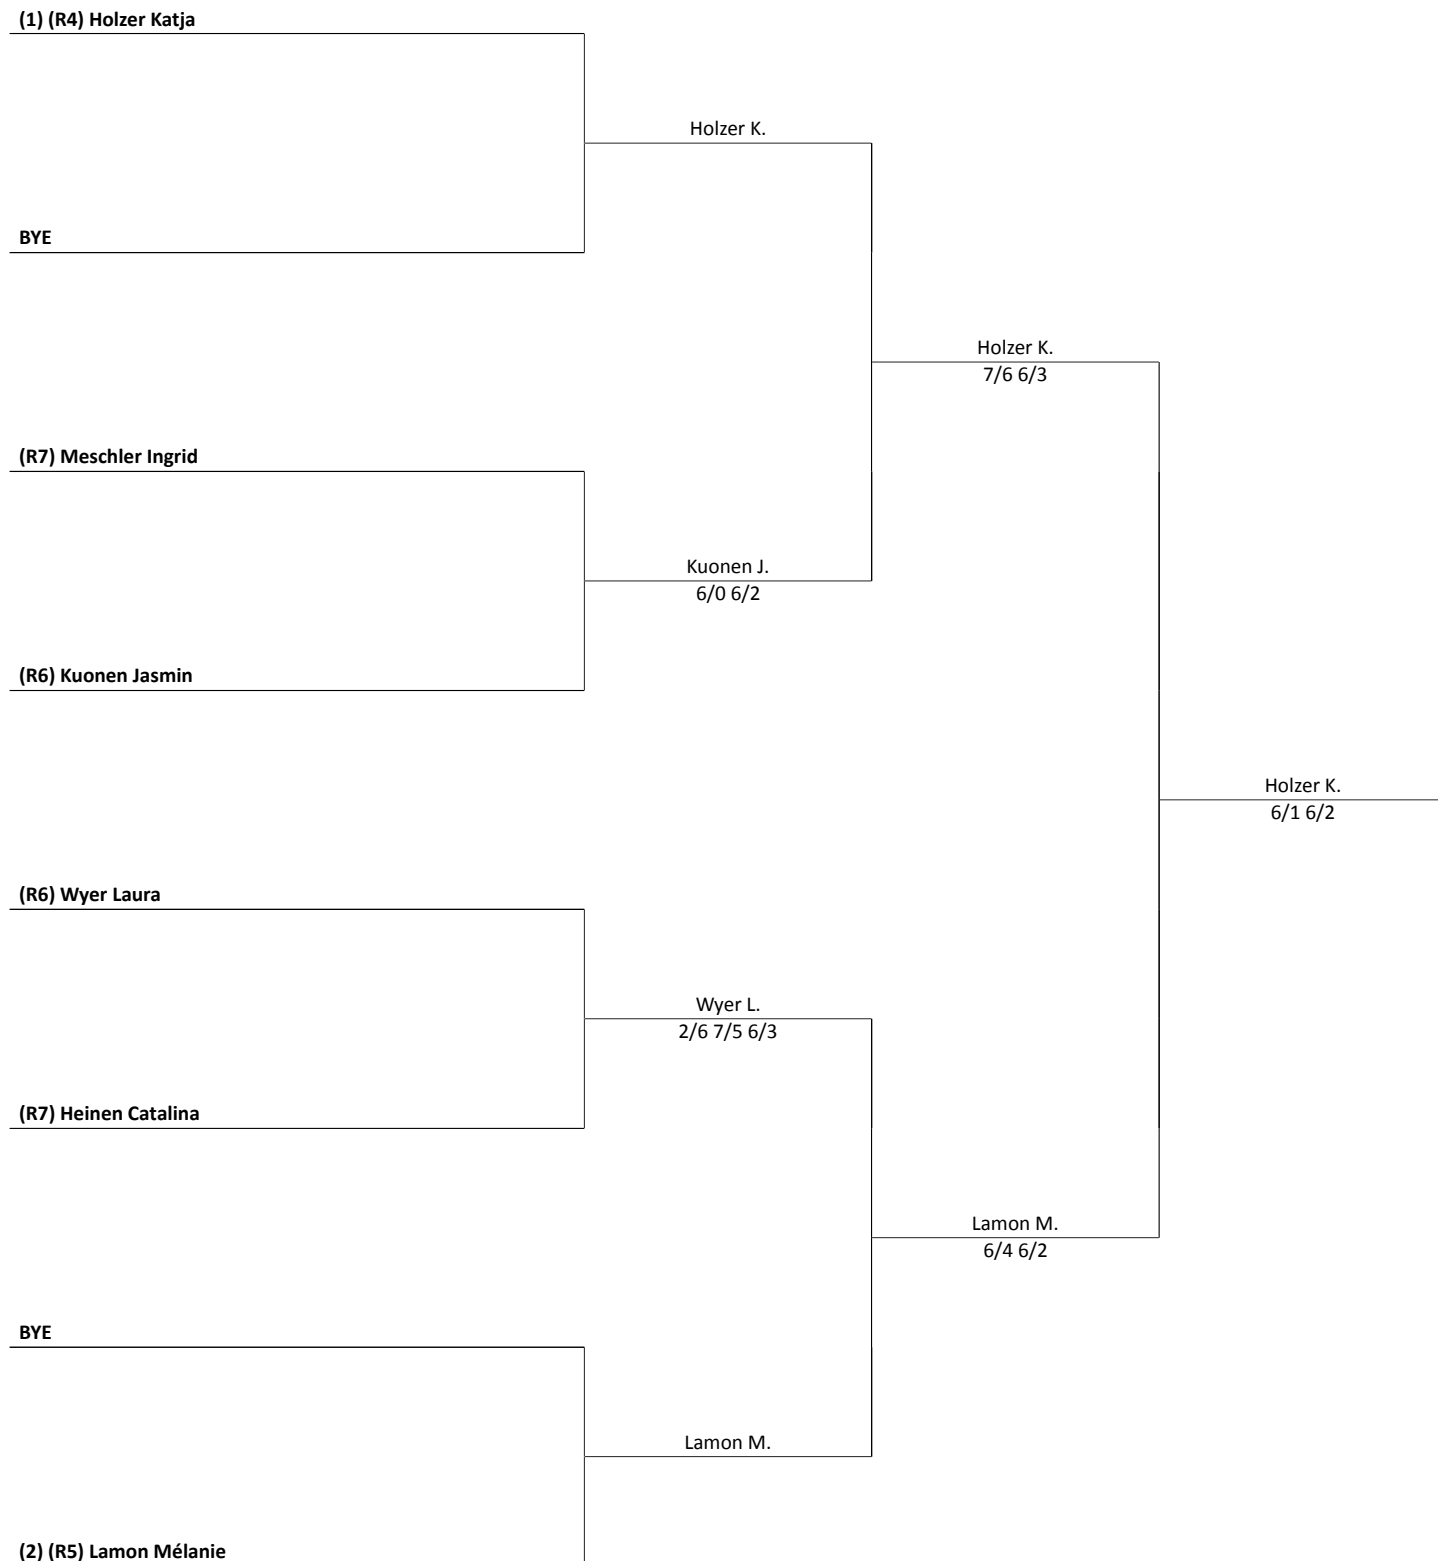 (1) (R4) Holzer Katja
Holzer K.
BYE
Holzer K.
7/6 6/3
(R7) Meschler Ingrid
Kuonen J.
6/0 6/2
(R6) Kuonen Jasmin
Holzer K.
6/1 6/2
(R6) Wyer Laura
Wyer L.
2/6 7/5 6/3
(R7) Heinen Catalina
Lamon M.
6/4 6/2
BYE
Lamon M.
(2) (R5) Lamon Mélanie